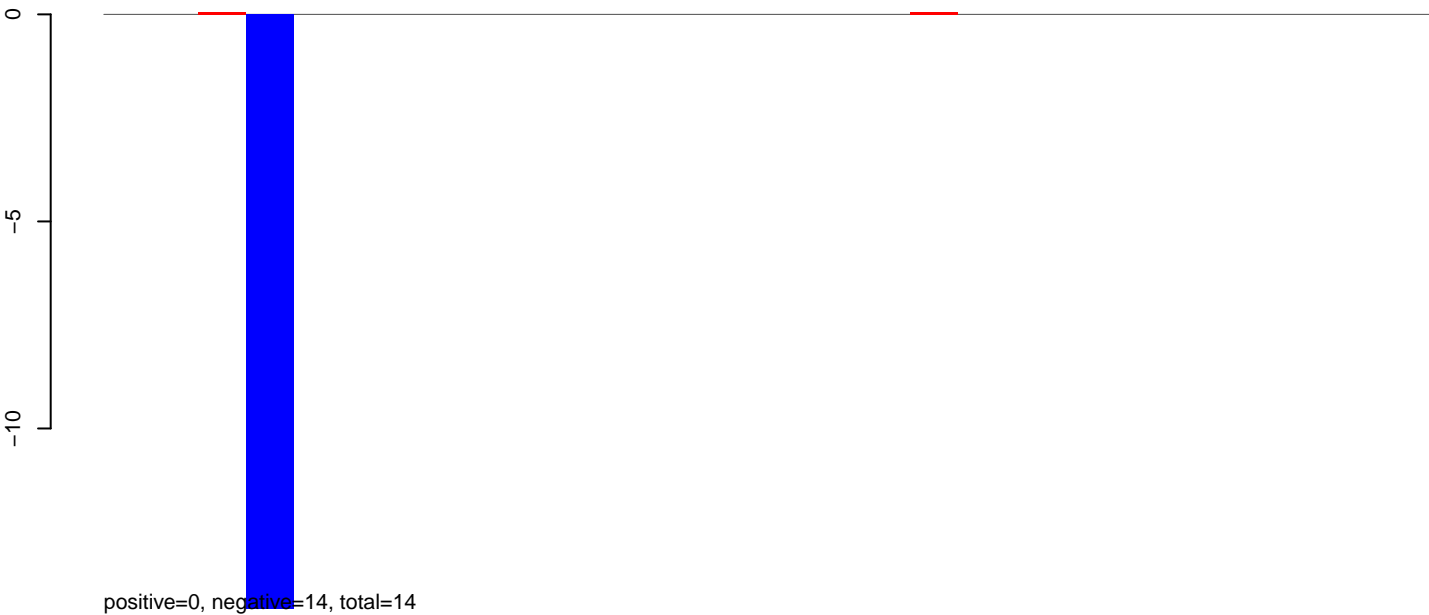 0
−5
−10
positive=0, negative=14, total=14